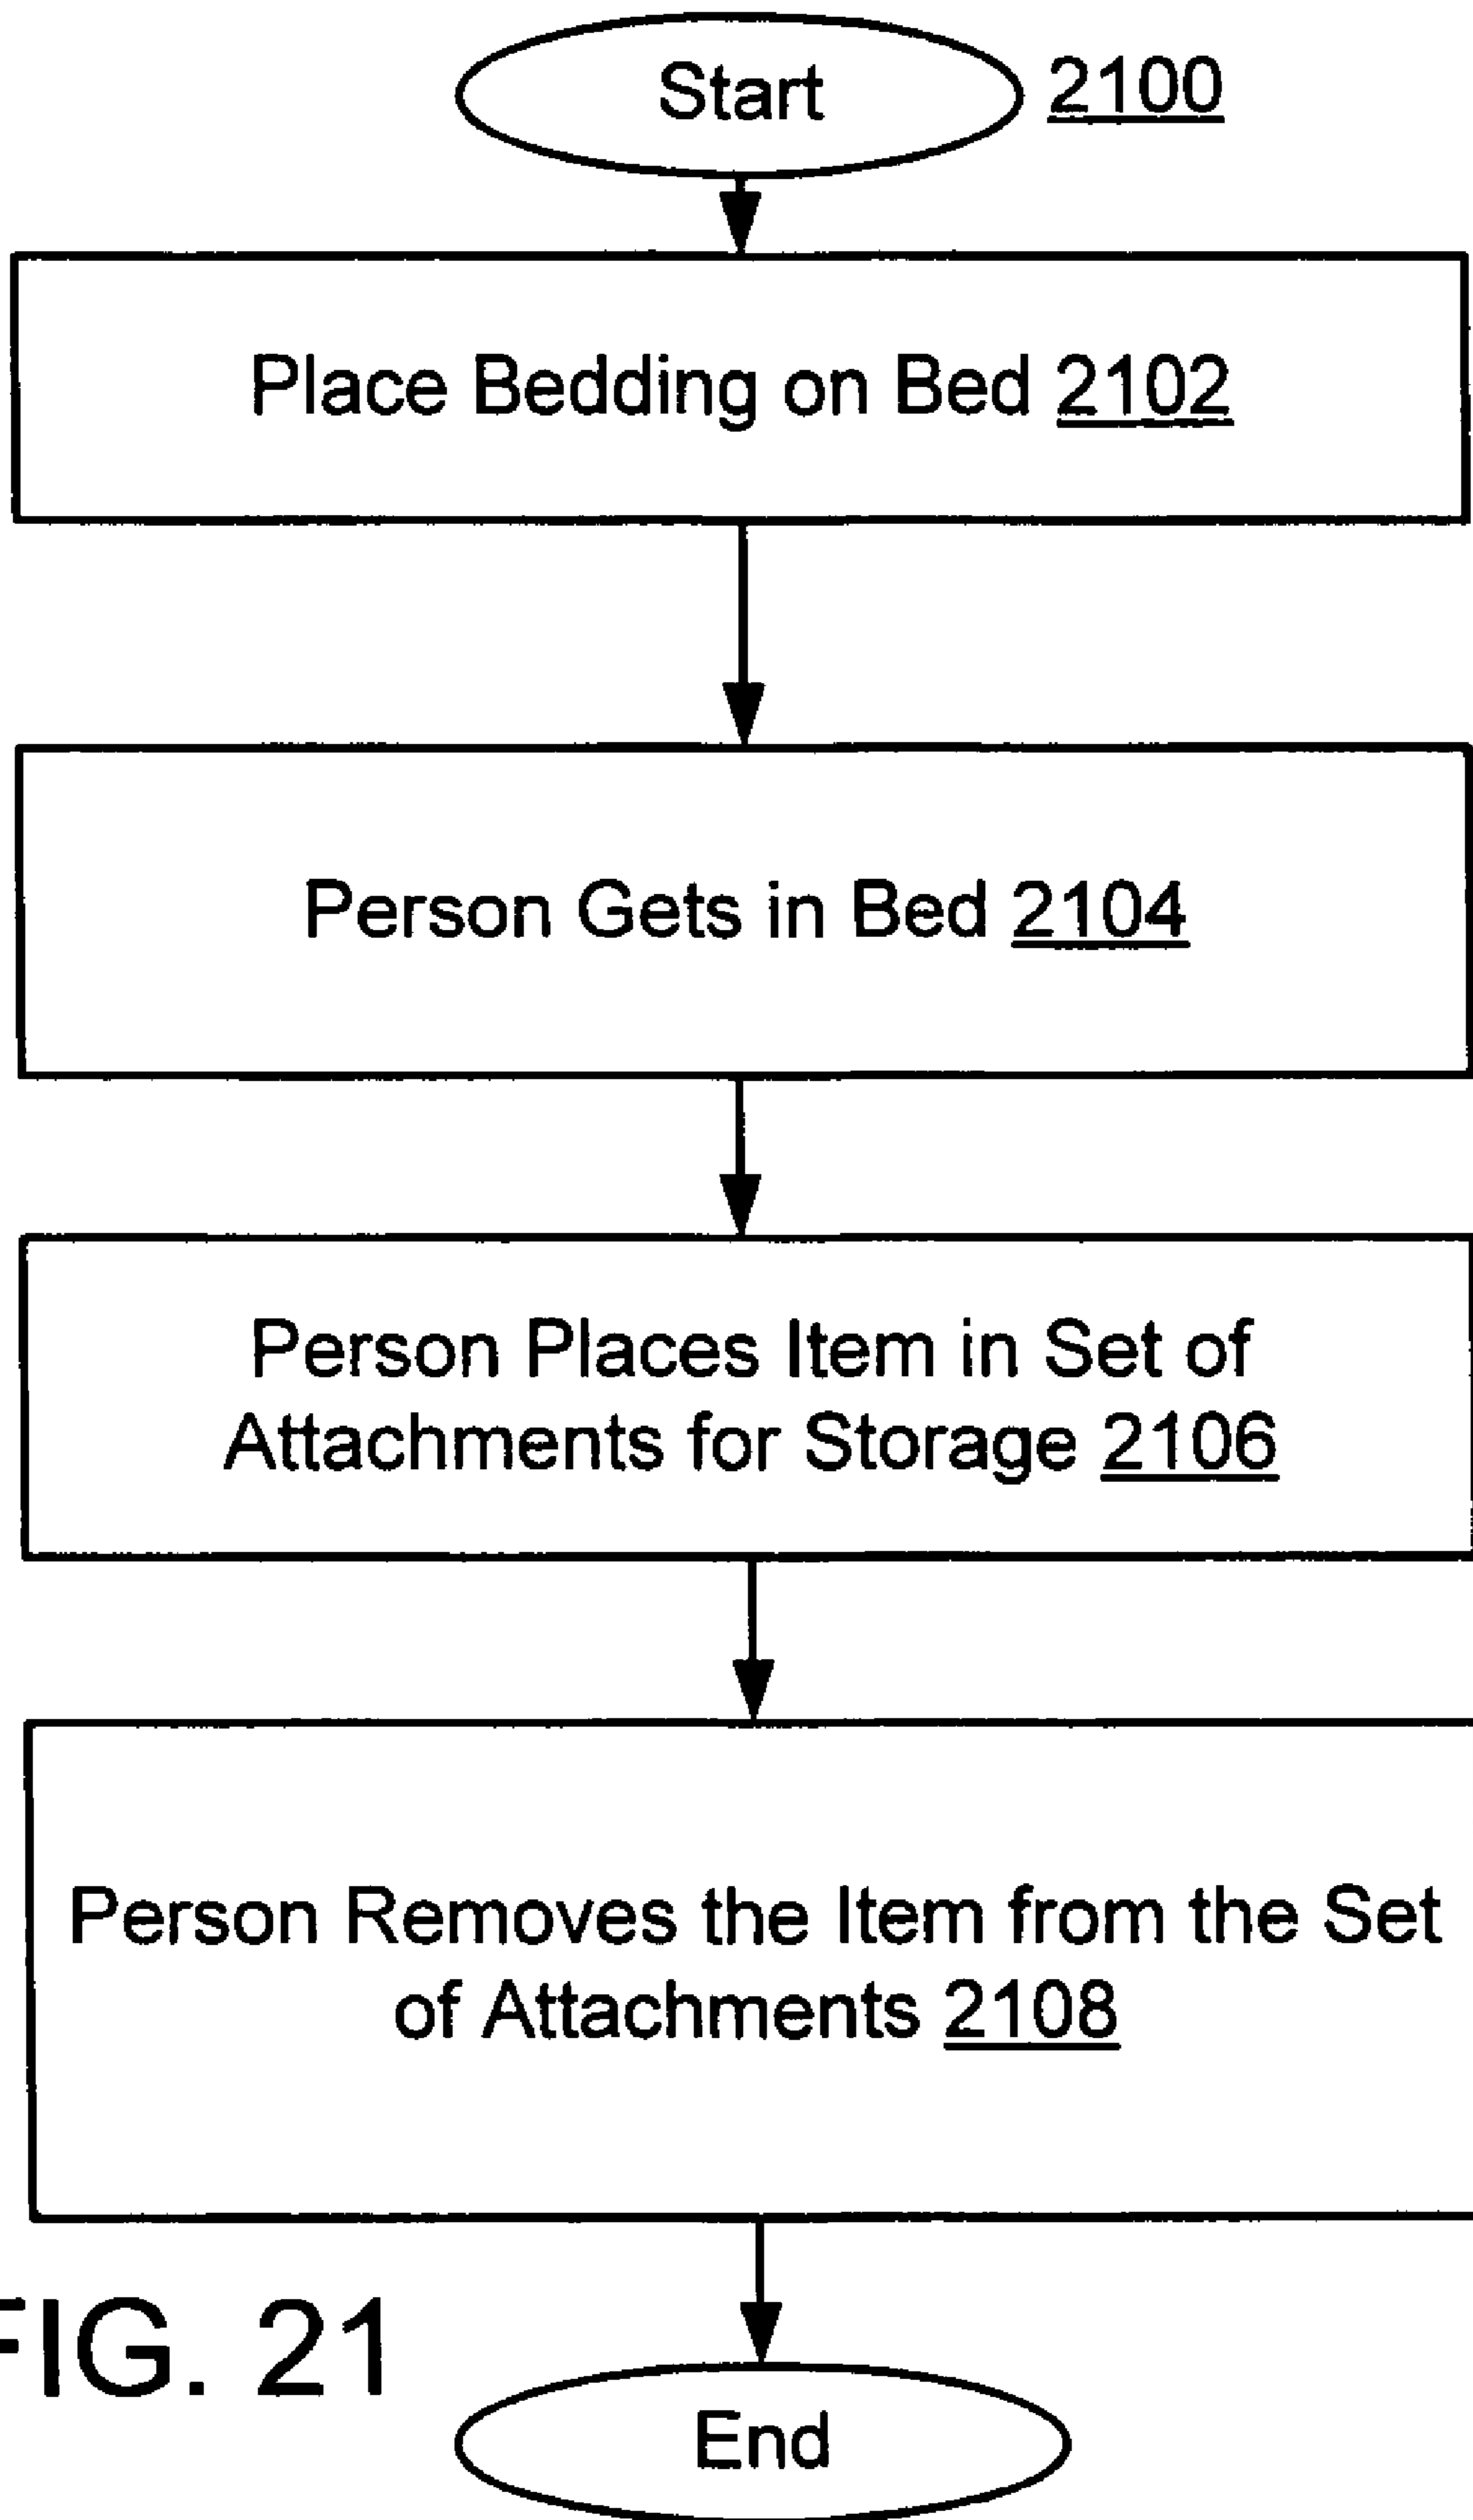 Start 2100
Place Bedding on Bed 2102
Person Gets in Bed 2104
Person Places Item in Set of
Attachments for Storage 2106
Person Removes the Item from the Set
of Attachments 2108
FIG. 21
End